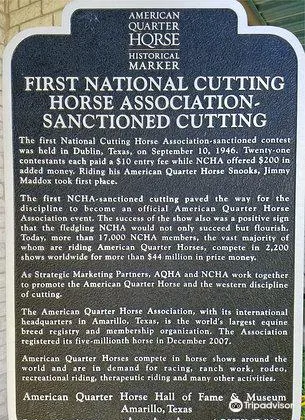 AMERICAN
QUARTER
HORSE
HISTORICAL
MARKER
FIRST NATIONAL CUTTING
HORSE ASSOCIATION-
SANCTIONED CUTTING
The first National Cutting Horse Association-sanctioned contest
was held in Dublin, Texas, on September 10, 1946. Twenty-one
contestants each paid a $10 entry fee while NCHA offered $200 in
added money. Riding his American Quarter Horse Snooks, Jimmy
Maddox took first place.
The first NCHA-sanctioned cutting paved the way for the
discipline to become an official American Quarter Horse
Association event. The success of the show also was a positive sign
that the fledgling NCHA would not only succeed but flourish.
Today, more than 17,000 NCHA members, the vast majority of
whom are riding American Quarter Horses, compete in 2,200
shows worldwide for more than $44 million in prize money.
As Strategic Marketing Partners, AQHA and NCHA work together
to promote the American Quarter Horse and the western discipline
of cutting.
The American Quarter Horse Association, with its international
headquarters in Amarillo, Texas, is the world's largest equine
breed registry and membership organization. The Association
registered its five-millionth horse in December 2007.
American Quarter Horses compete in horse shows around the
world and are in demand for racing, ranch work, rodeo,
recreational riding, therapeutic riding and many other activities.
American Quarter Horse Hall of Fame & Museum
Amarillo, Texas
Tripadvisor